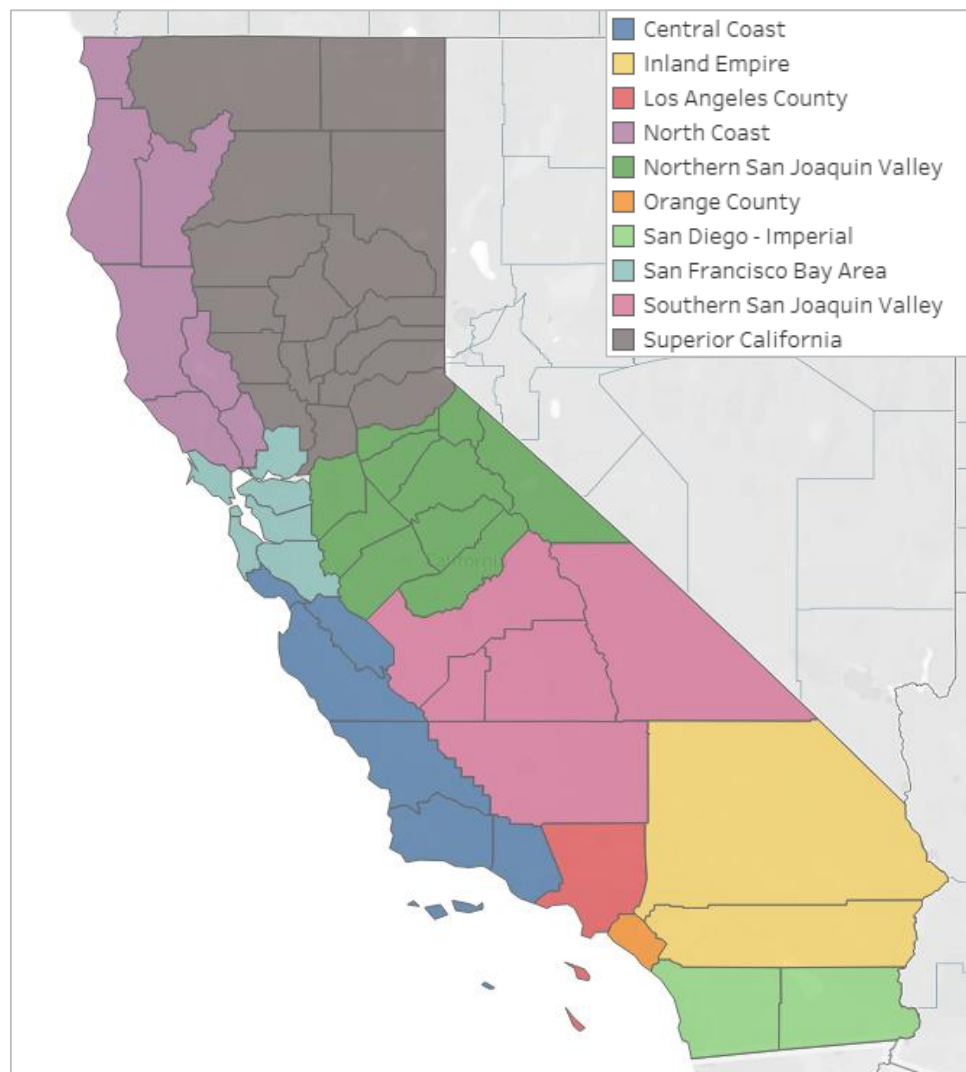 Central Coast
Inland Empire
Los Angeles County
North Coast
Northern San Joaquin Valley
Orange County
San Diego - Imperial
San Francisco Bay Area
Southern San Joaquin Valley
Superior California
California